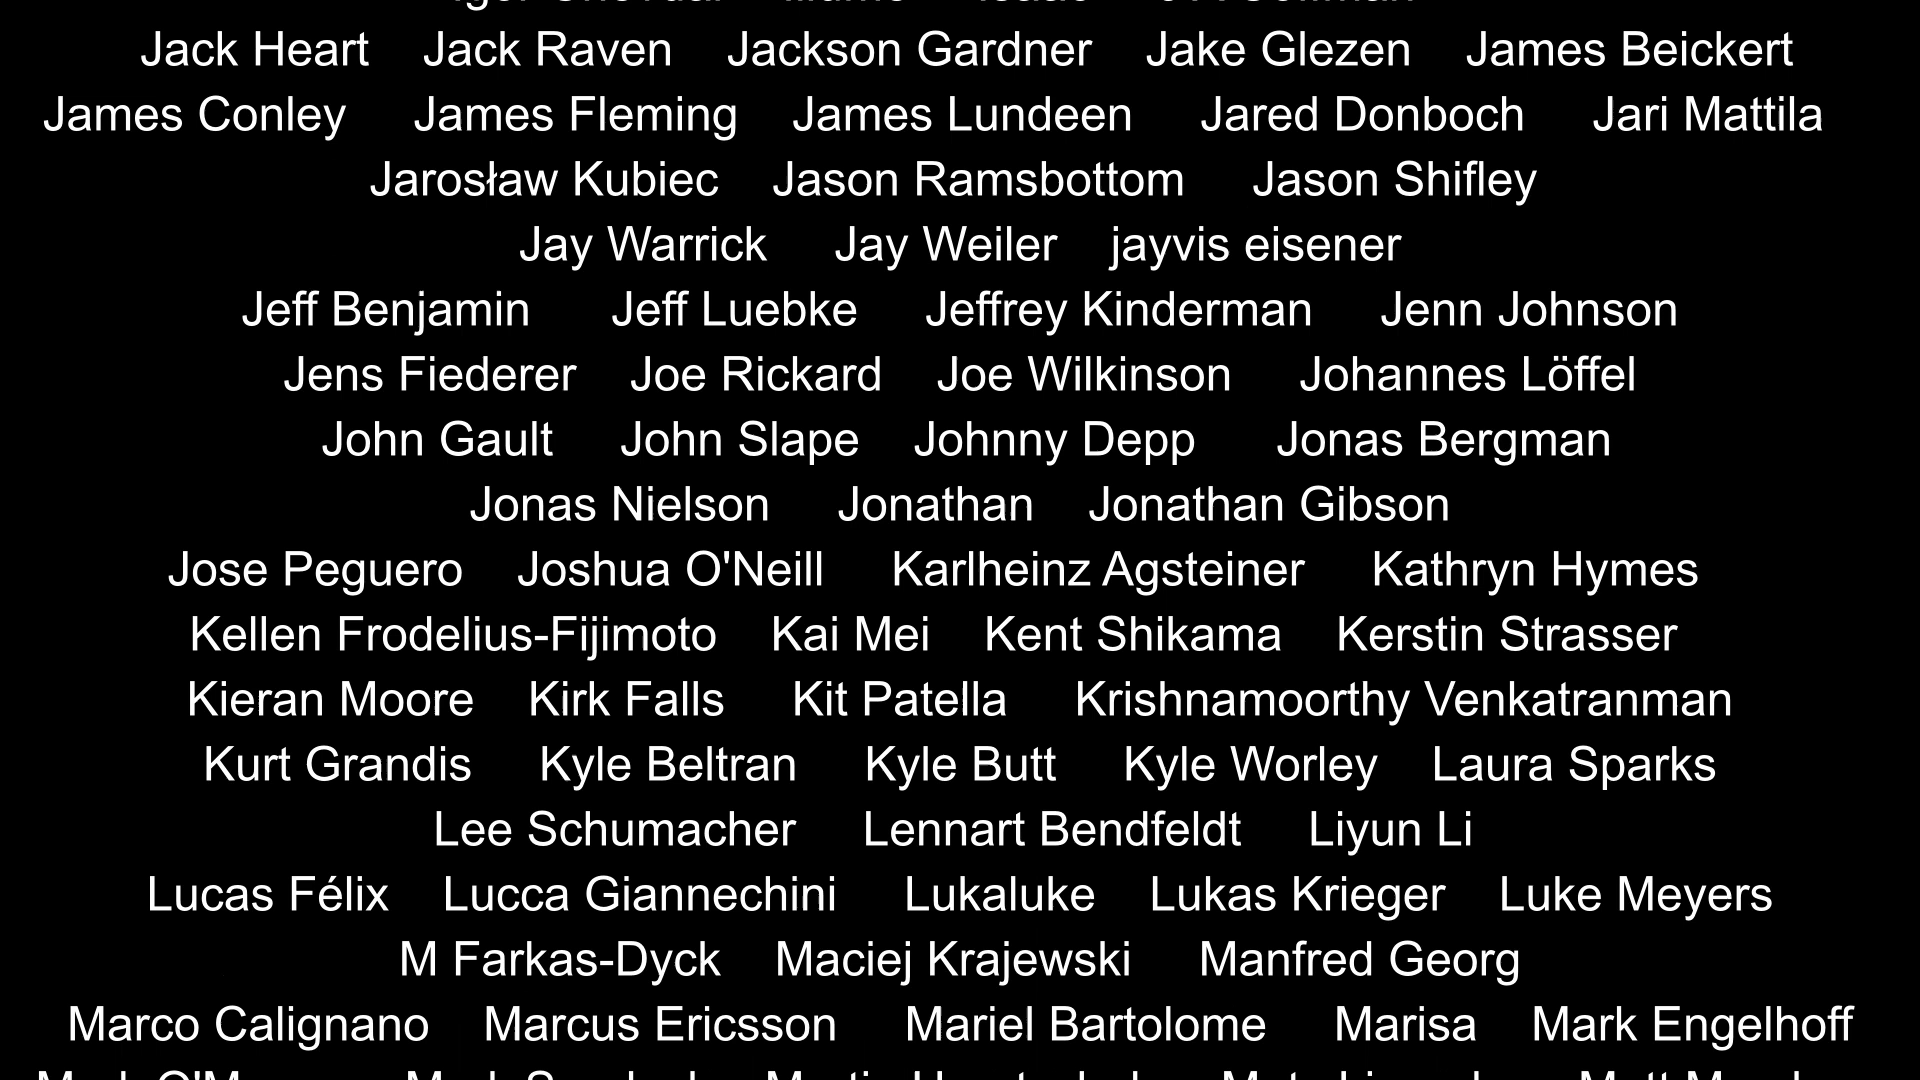 Jack Heart Jack Raven Jackson Gardner Jake Glezen James Beickert
James Conley James Fleming James Lundeen Jared Donboch Jari Mattila
Jarosław Kubiec Jason Ramsbottom Jason Shifley
Jay Warrick Jay Weiler jayvis eisener
Jeff Benjamin Jeff Luebke Jeffrey Kinderman Jenn Johnson
Jens Fiederer Joe Rickard Joe Wilkinson Johannes Löffel
John Gault John Slape Johnny Depp Jonas Bergman
Jonas Nielson Jonathan Jonathan Gibson
Jose Peguero Joshua O'Neill Karlheinz Agsteiner Kathryn Hymes
Kellen Frodelius-Fijimoto Kai Mei Kent Shikama Kerstin Strasser
Kieran Moore Kirk Falls Kit Patella Krishnamoorthy Venkatranman
Kurt Grandis Kyle Beltran Kyle Butt Kyle Worley Laura Sparks
Lee Schumacher Lennart Bendfeldt Liyun Li
Lucas Félix Lucca Giannechini Lukaluke Lukas Krieger Luke Meyers
M Farkas-Dyck Maciej Krajewski Manfred Georg
Marco Calignano Marcus Ericsson Mariel Bartolome Marisa Mark Engelhoff